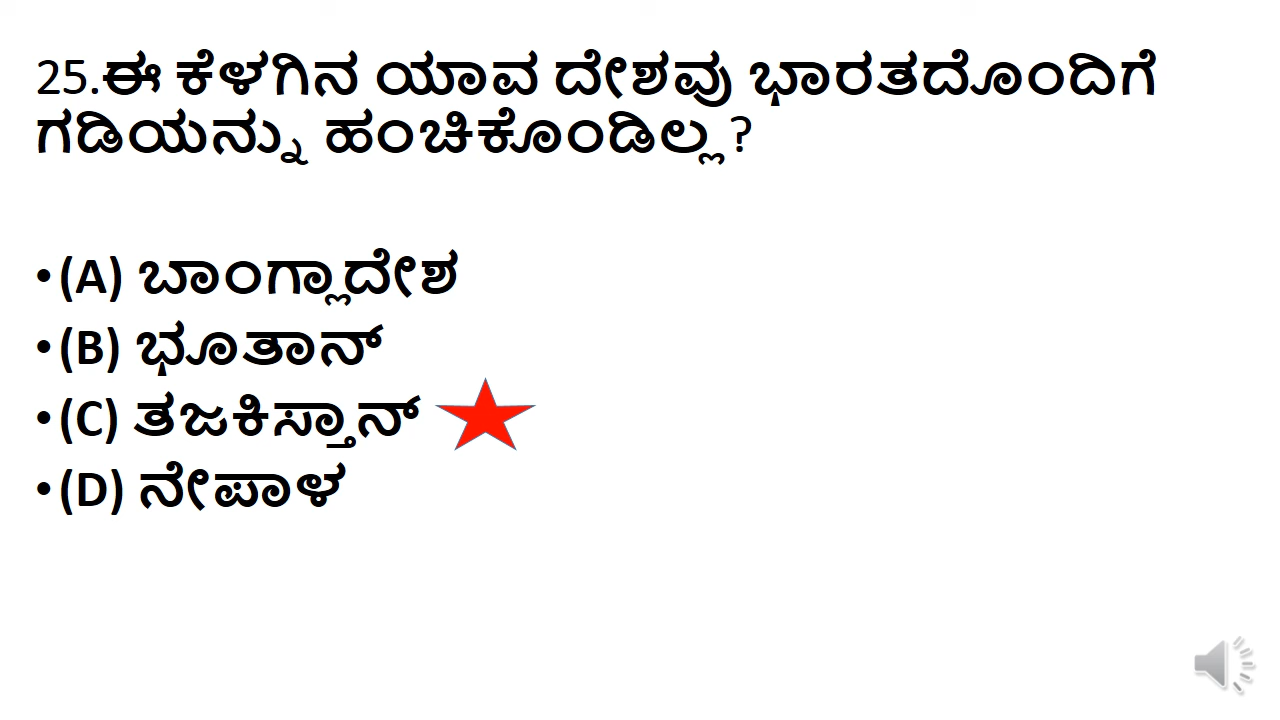 25.ಈ ಕೆಳಗಿನ ಯಾವ ದೇಶವು ಭಾರತದೊಂದಿಗೆ
ಗಡಿಯನ್ನು ಹಂಚಿಕೊಂಡಿಲ್ಲ?
• (A) ಬಾಂಗ್ಲಾದೇಶ
• (B) ಭೂತಾನ್
• (C) ತಜಕಿಸ್ತಾನ್
• (D) ನೇಪಾಳ